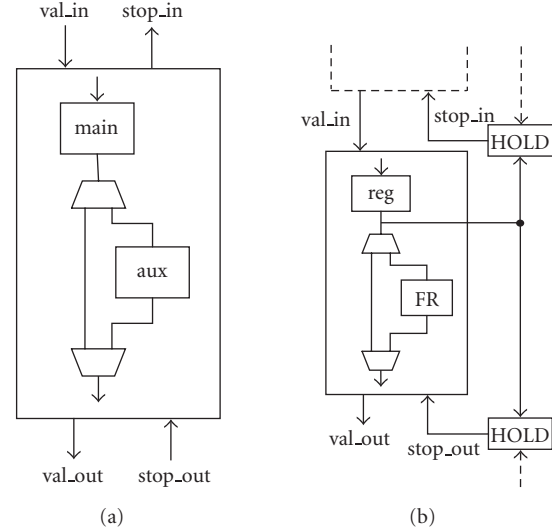 val_in stop_in
main
aux
val_out stop_out
(a)
val_in stop_in
HOLD
reg
FR
HOLD
val_out stop_out
(b)